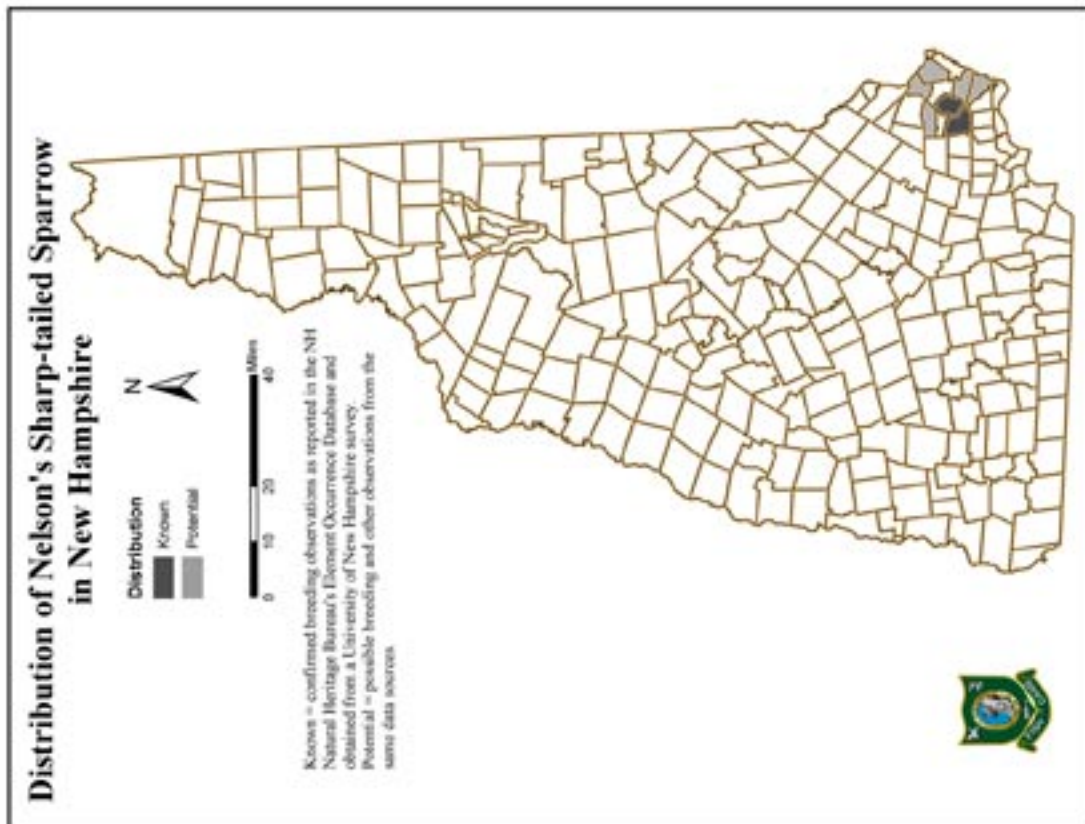 Distribution of Nelson's Sharp-tailed Sparrow
in New Hampshire
N
Distribution
Known
Potential
0 10 20 40
Miles
Known = confirmed breeding observations as reported in the NH
Natural Heritage Bureau's Element Occurrence Database and
obtained from a University of New Hampshire survey.
Potential = possible breeding and other observations from the
same data sources